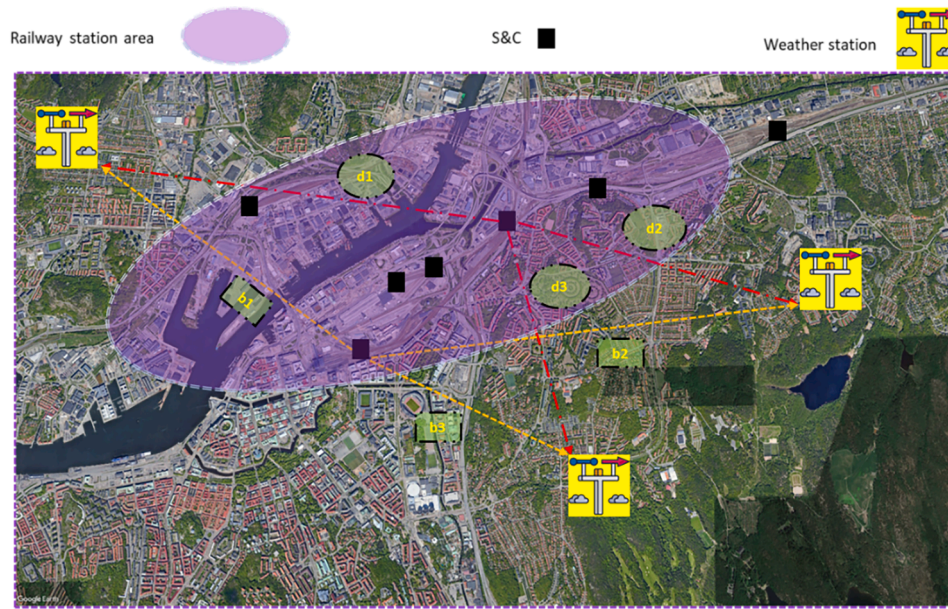 Railway station area
S&C
Weather station
d1
d2
d3
b1
b2
b3
Google Earth